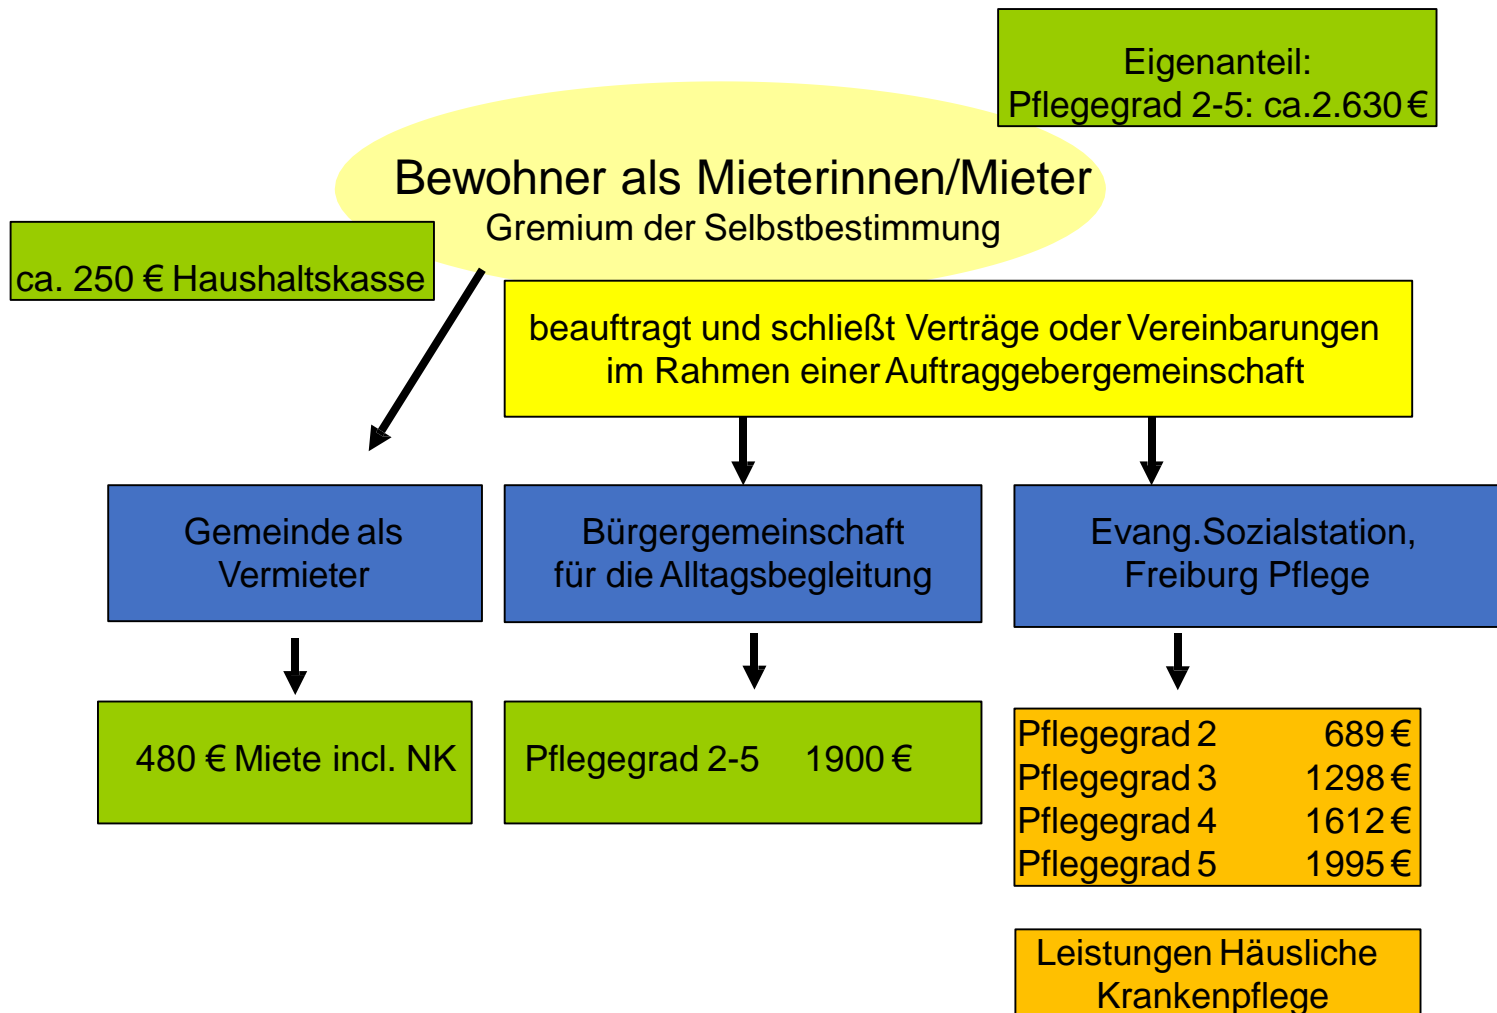 Eigenanteil:
Pflegegrad 2-5: ca.2.630 €
Bewohner als Mieterinnen/Mieter
Gremium der Selbstbestimmung
ca. 250 € Haushaltskasse
beauftragt und schließt Verträge oder Vereinbarungen
im Rahmen einer Auftraggebergemeinschaft
Gemeinde als
Vermieter
Bürgergemeinschaft
für die Alltagsbegleitung
Evang.Sozialstation,
Freiburg Pflege
480 € Miete incl. NK
Pflegegrad 2-5 1900 €
Pflegegrad 2 689 €
Pflegegrad 3 1298 €
Pflegegrad 4 1612 €
Pflegegrad 5 1995 €
Leistungen Häusliche
Krankenpflege